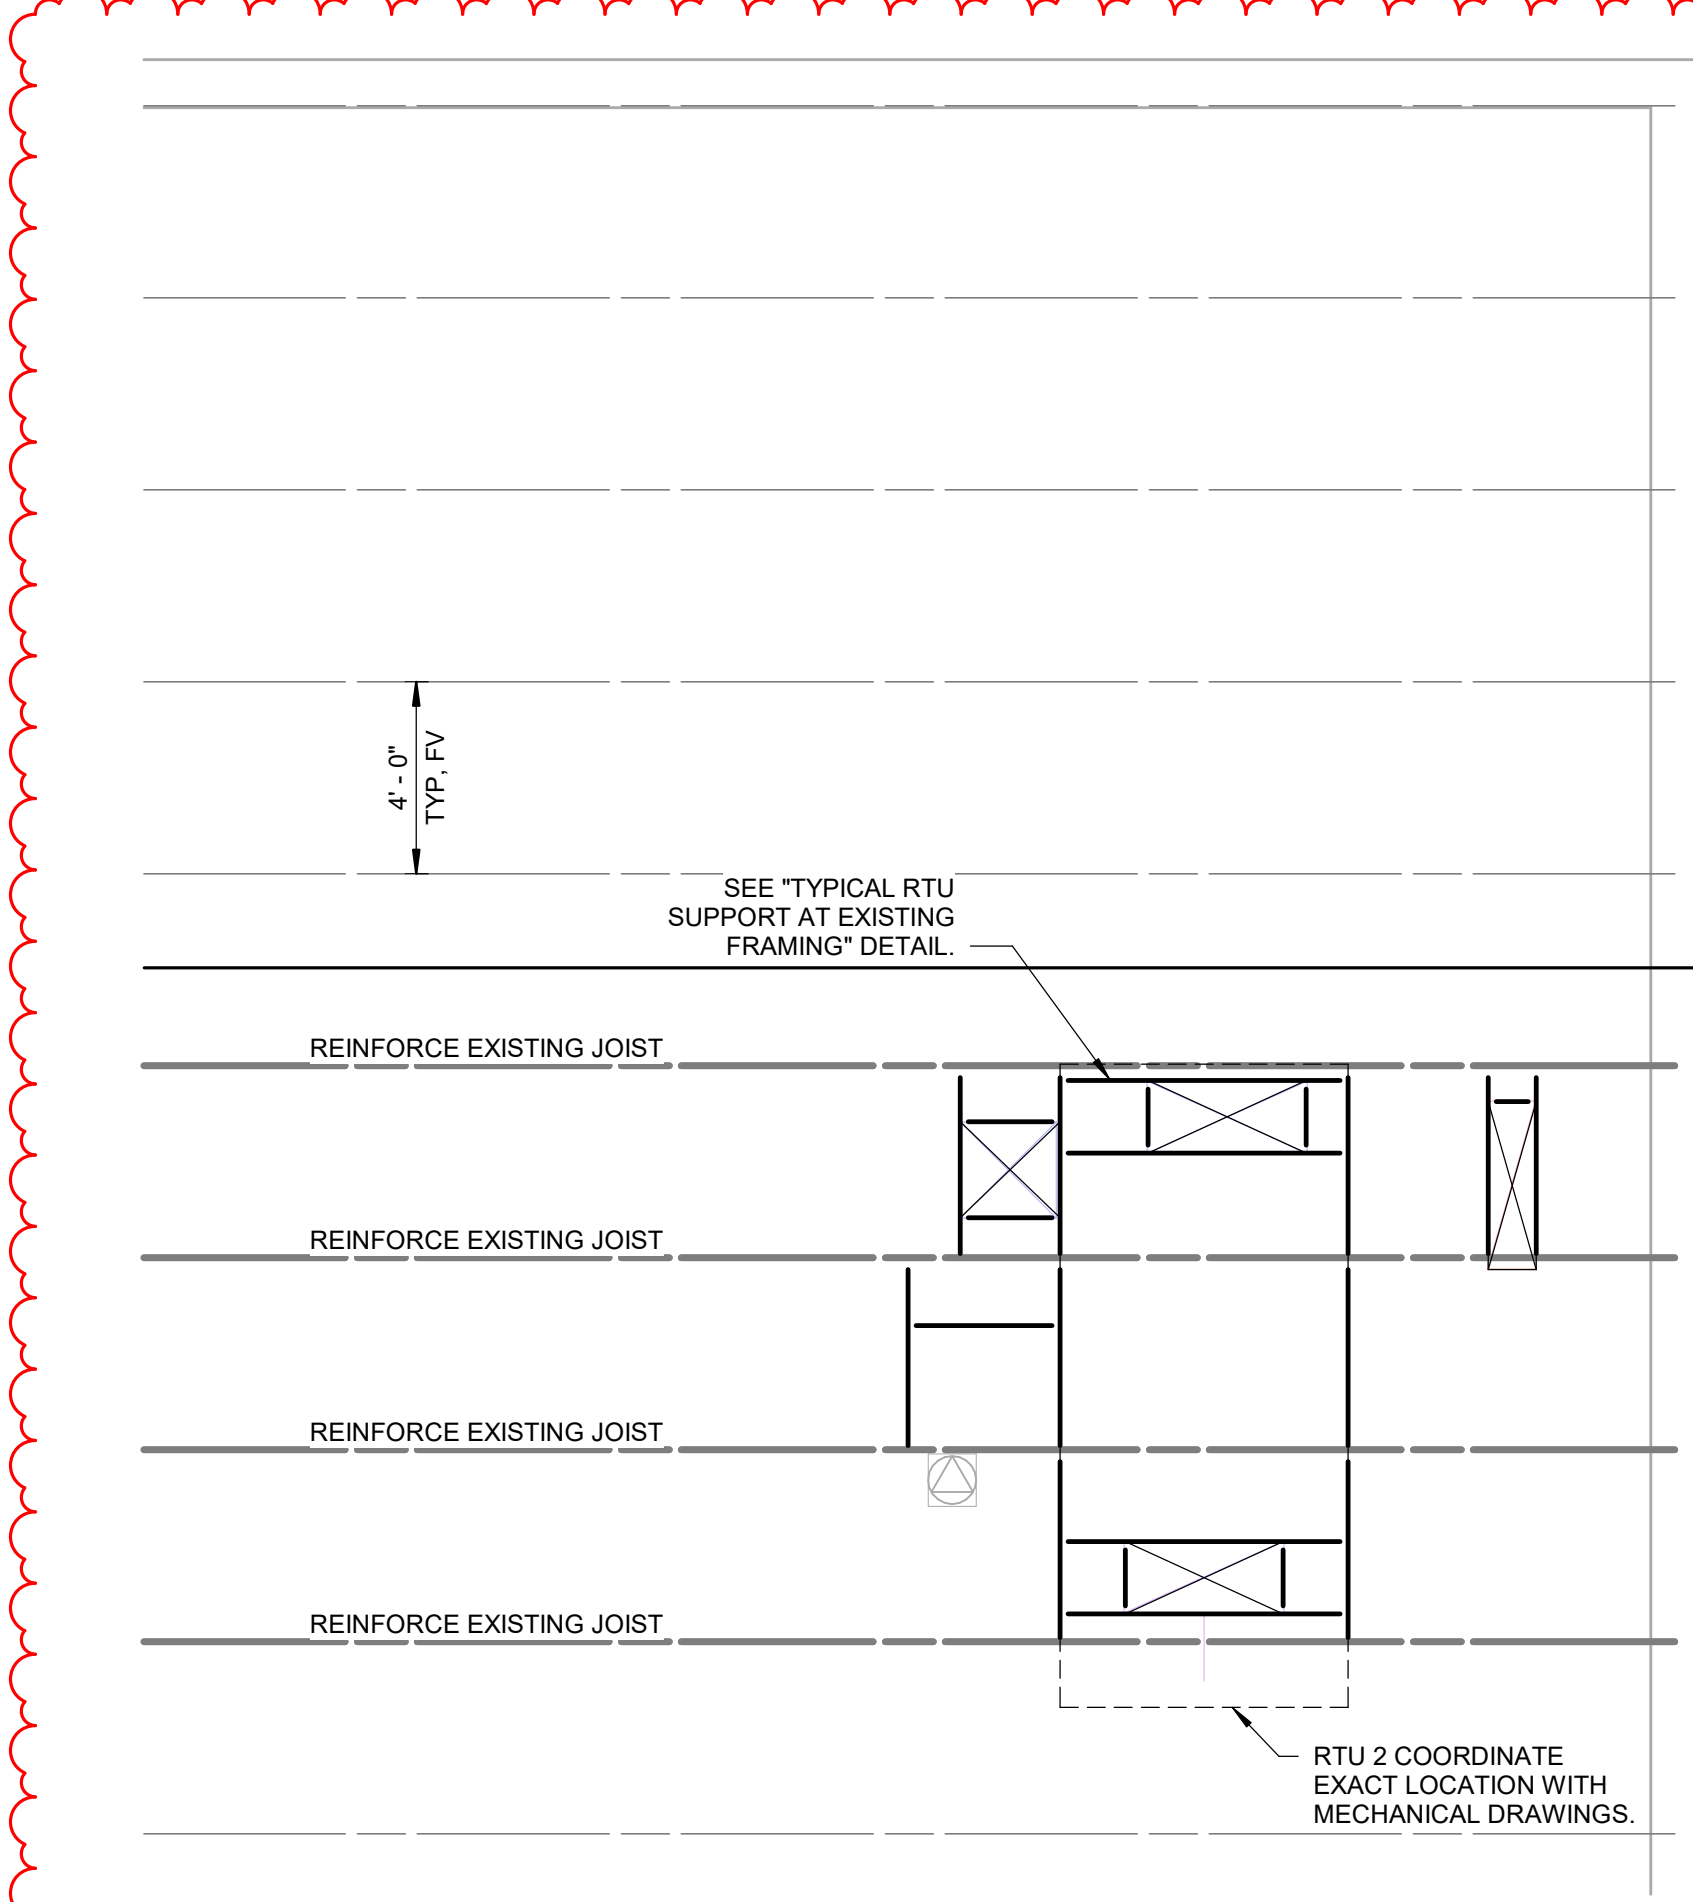 4' - 0"
TYP, FV
SEE "TYPICAL RTU
SUPPORT AT EXISTING
FRAMING" DETAIL.
REINFORCE EXISTING JOIST
REINFORCE EXISTING JOIST
REINFORCE EXISTING JOIST
REINFORCE EXISTING JOIST
RTU 2 COORDINATE
EXACT LOCATION WITH
MECHANICAL DRAWINGS.